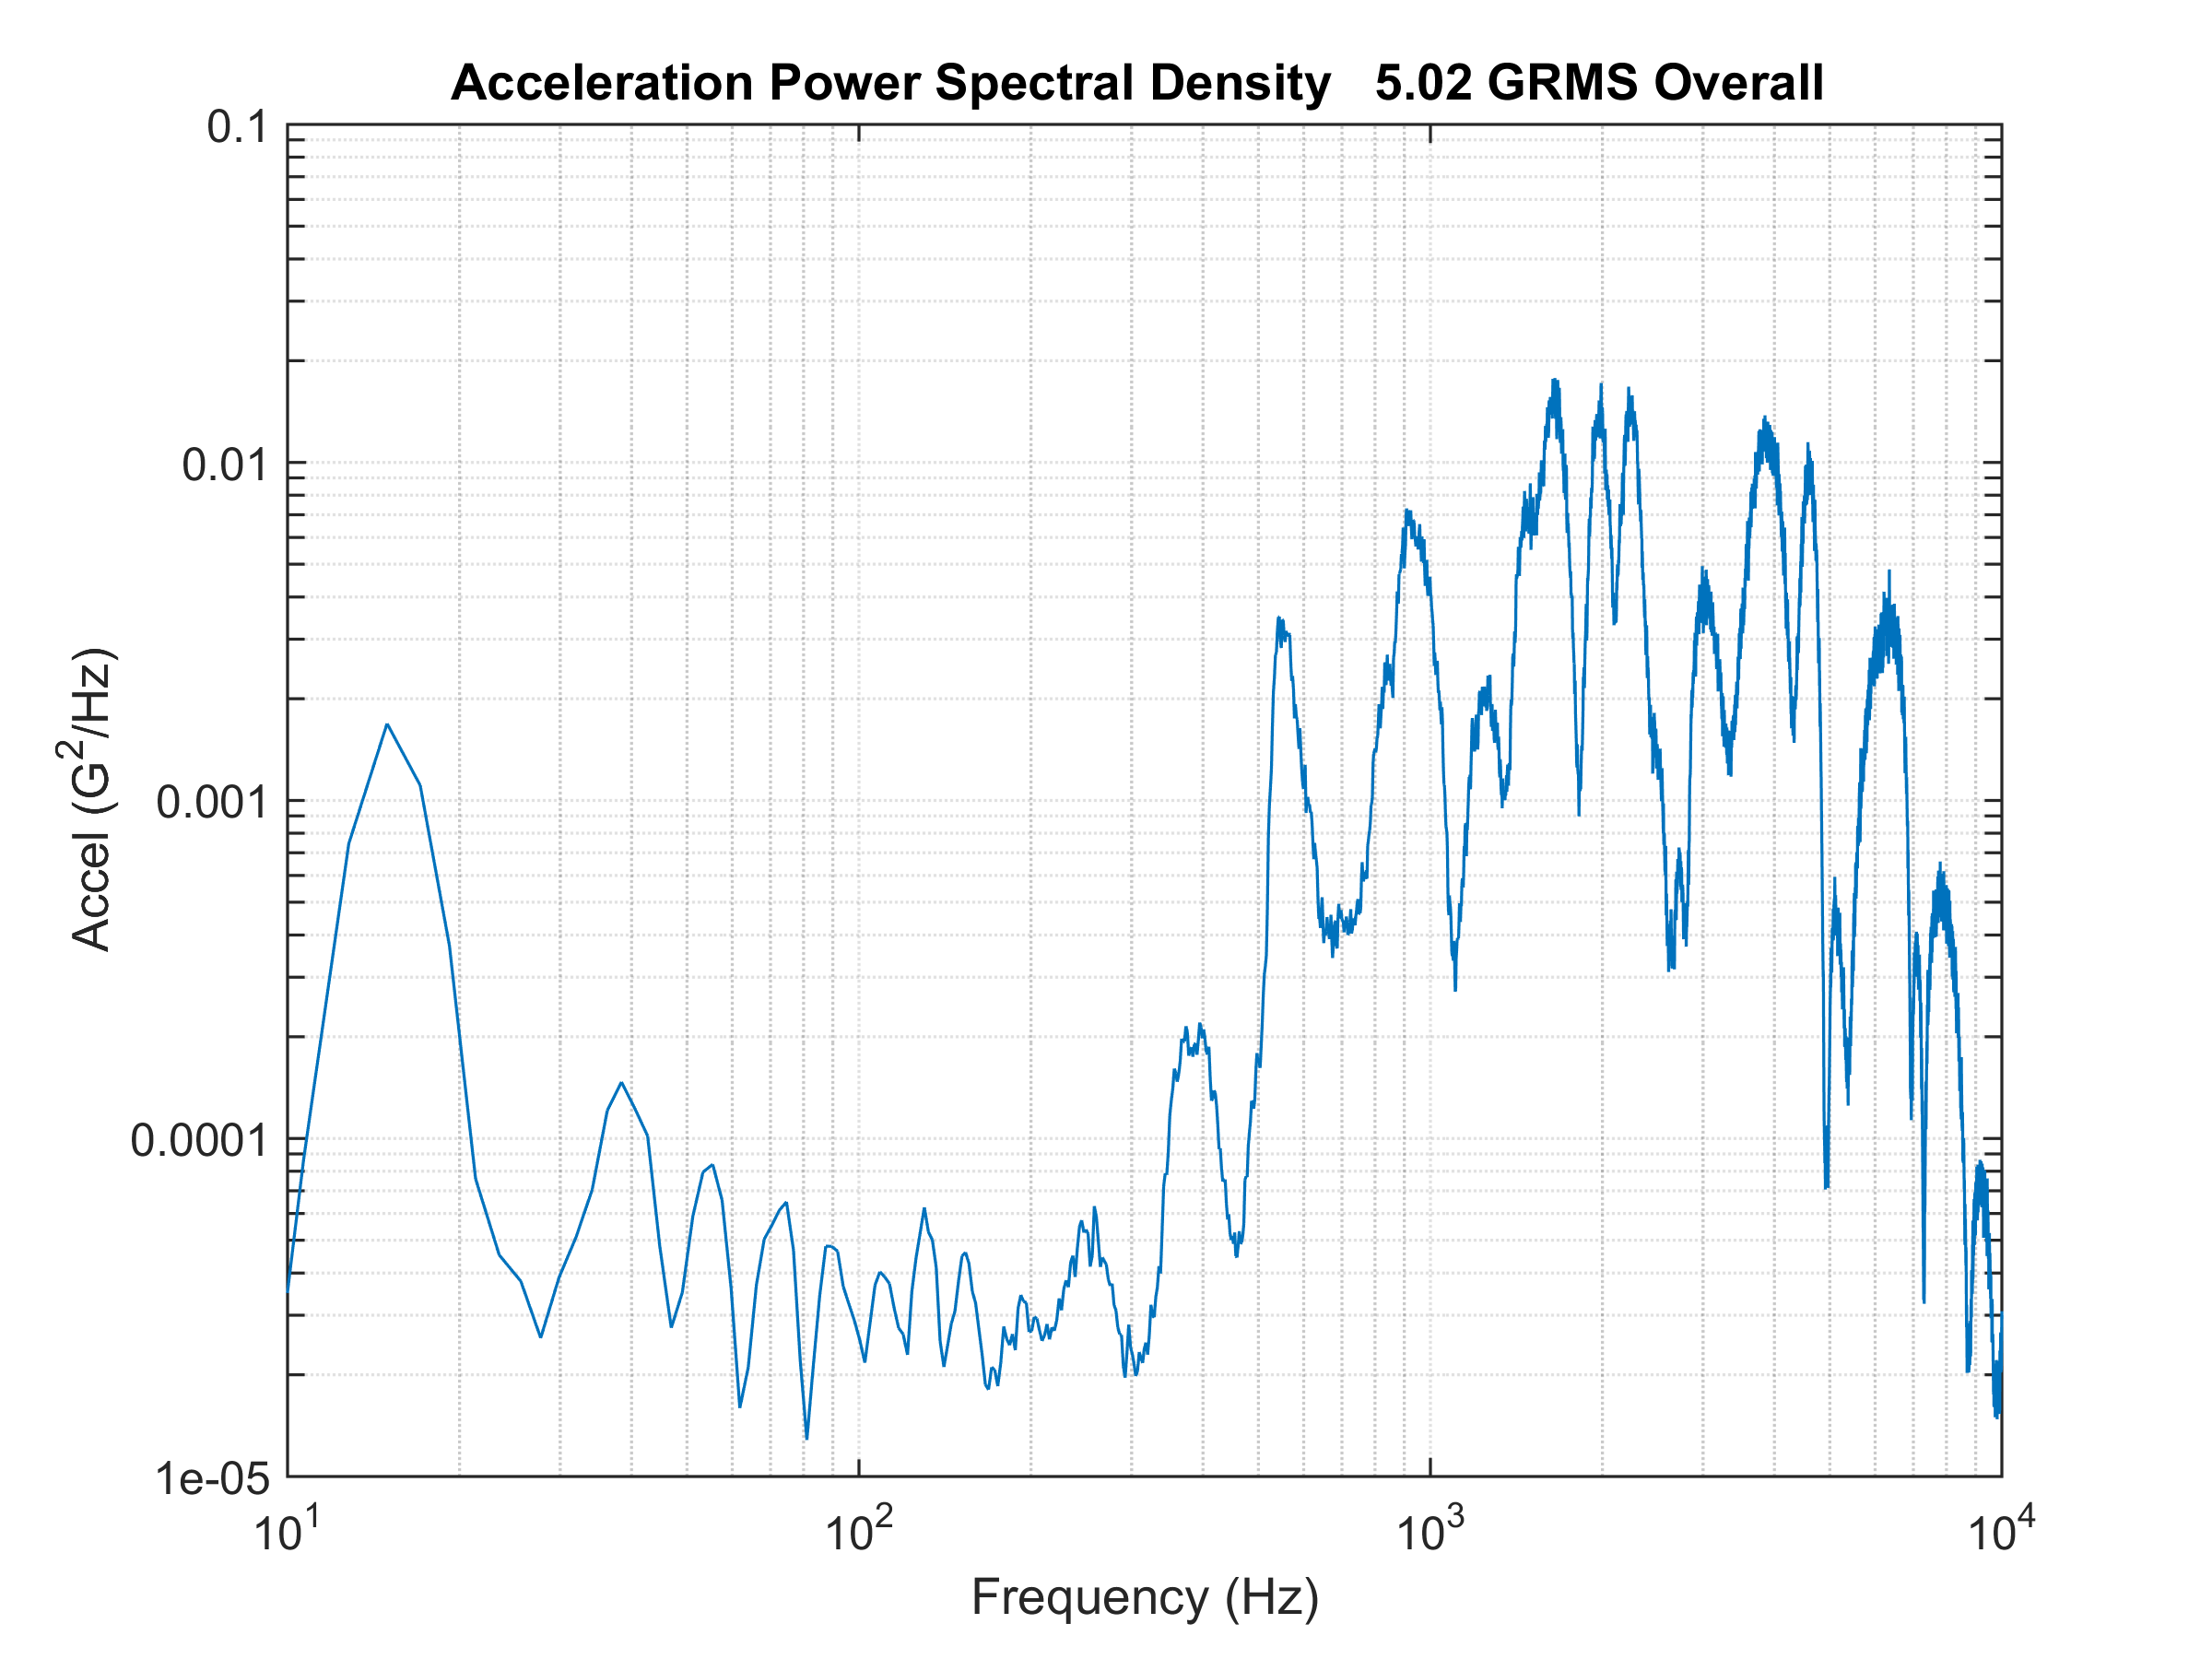 Acceleration Power Spectral Density 5.02 GRMS Overall
0.1
0.01
0.001
0.0001
1e-05
Accel (G²/Hz)
10¹ 10² 10³ 10⁴
Frequency (Hz)